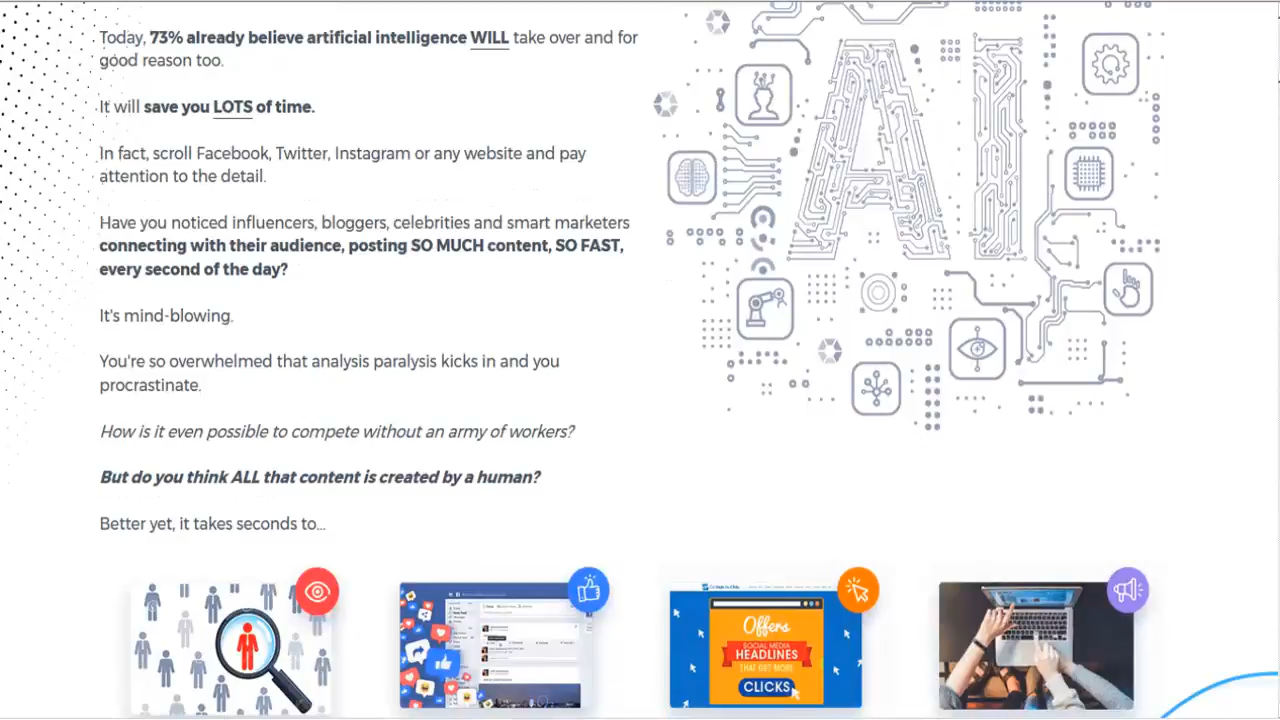 Today, 73% already believe artificial intelligence WILL take over and for
good reason too.
It will save you LOTS of time.
In fact, scroll Facebook, Twitter, Instagram or any website and pay
attention to the detail.
Have you noticed influencers, bloggers, celebrities and smart marketers
connecting with their audience, posting SO MUCH content, SO FAST,
every second of the day?
It's mind-blowing.
You're so overwhelmed that analysis paralysis kicks in and you
procrastinate.
How is it even possible to compete without an army of workers?
But do you think ALL that content is created by a human?
Better yet, it takes seconds to...
AI
Offers
SOCIAL MEDIA
HEADLINES
THAT GET MORE
CLICKS